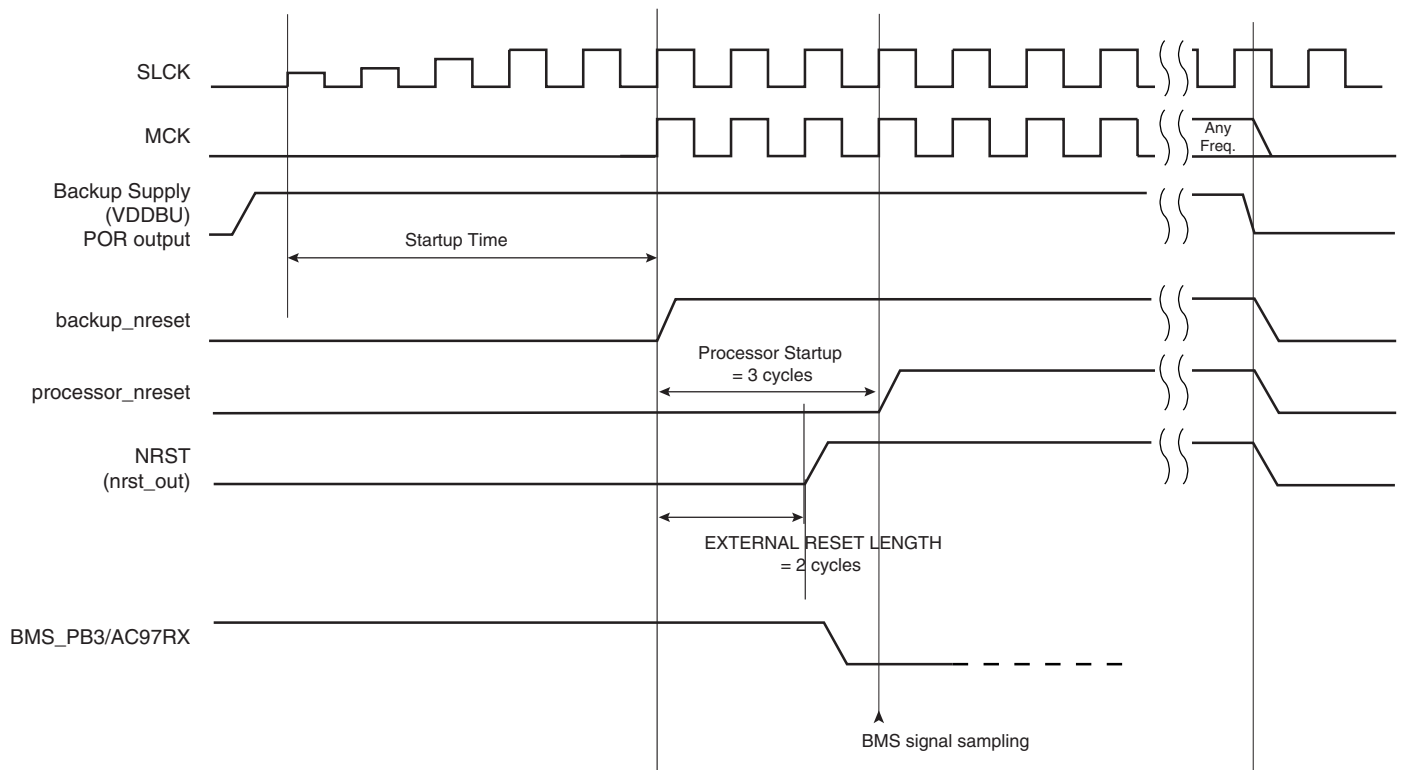 SLCK
MCK
Any
Freq.
Backup Supply
(VDDBU)
POR output
Startup Time
backup_nreset
Processor Startup
= 3 cycles
processor_nreset
NRST
(nrst_out)
EXTERNAL RESET LENGTH
= 2 cycles
BMS_PB3/AC97RX
BMS signal sampling